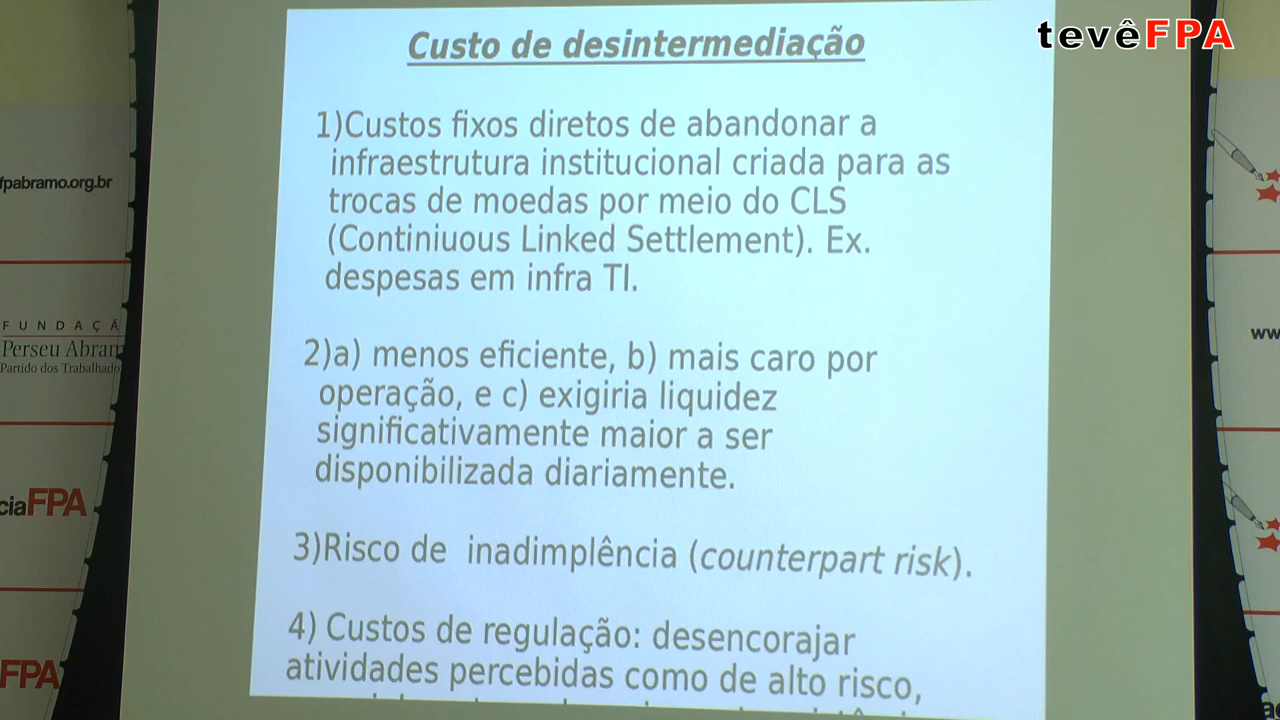 tevêFPA
Custo de desintermediação
1)Custos fixos diretos de abandonar a
infraestrutura institucional criada para as
trocas de moedas por meio do CLS
(Continiuous Linked Settlement). Ex.
despesas em infra TI.
2)a) menos eficiente, b) mais caro por
operação, e c) exigiria liquidez
significativamente maior a ser
disponibilizada diariamente.
3)Risco de inadimplência (counterpart risk).
4) Custos de regulação: desencorajar
atividades percebidas como de alto risco,
fpabramo.org.br
FUNDAÇÃ
Perseu Abram
Partido dos Trabalhado
ciaFPA
FPA
ww